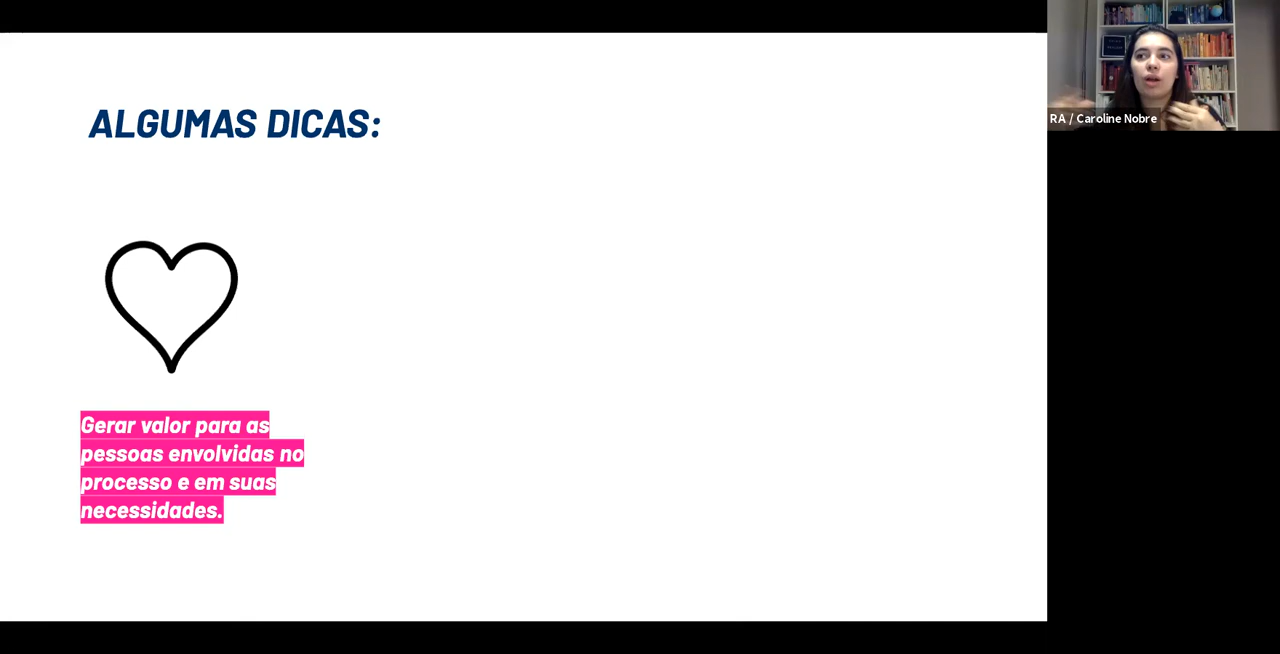 ALGUMAS DICAS:
Gerar valor para as
pessoas envolvidas no
processo e em suas
necessidades.
RA / Caroline Nobre